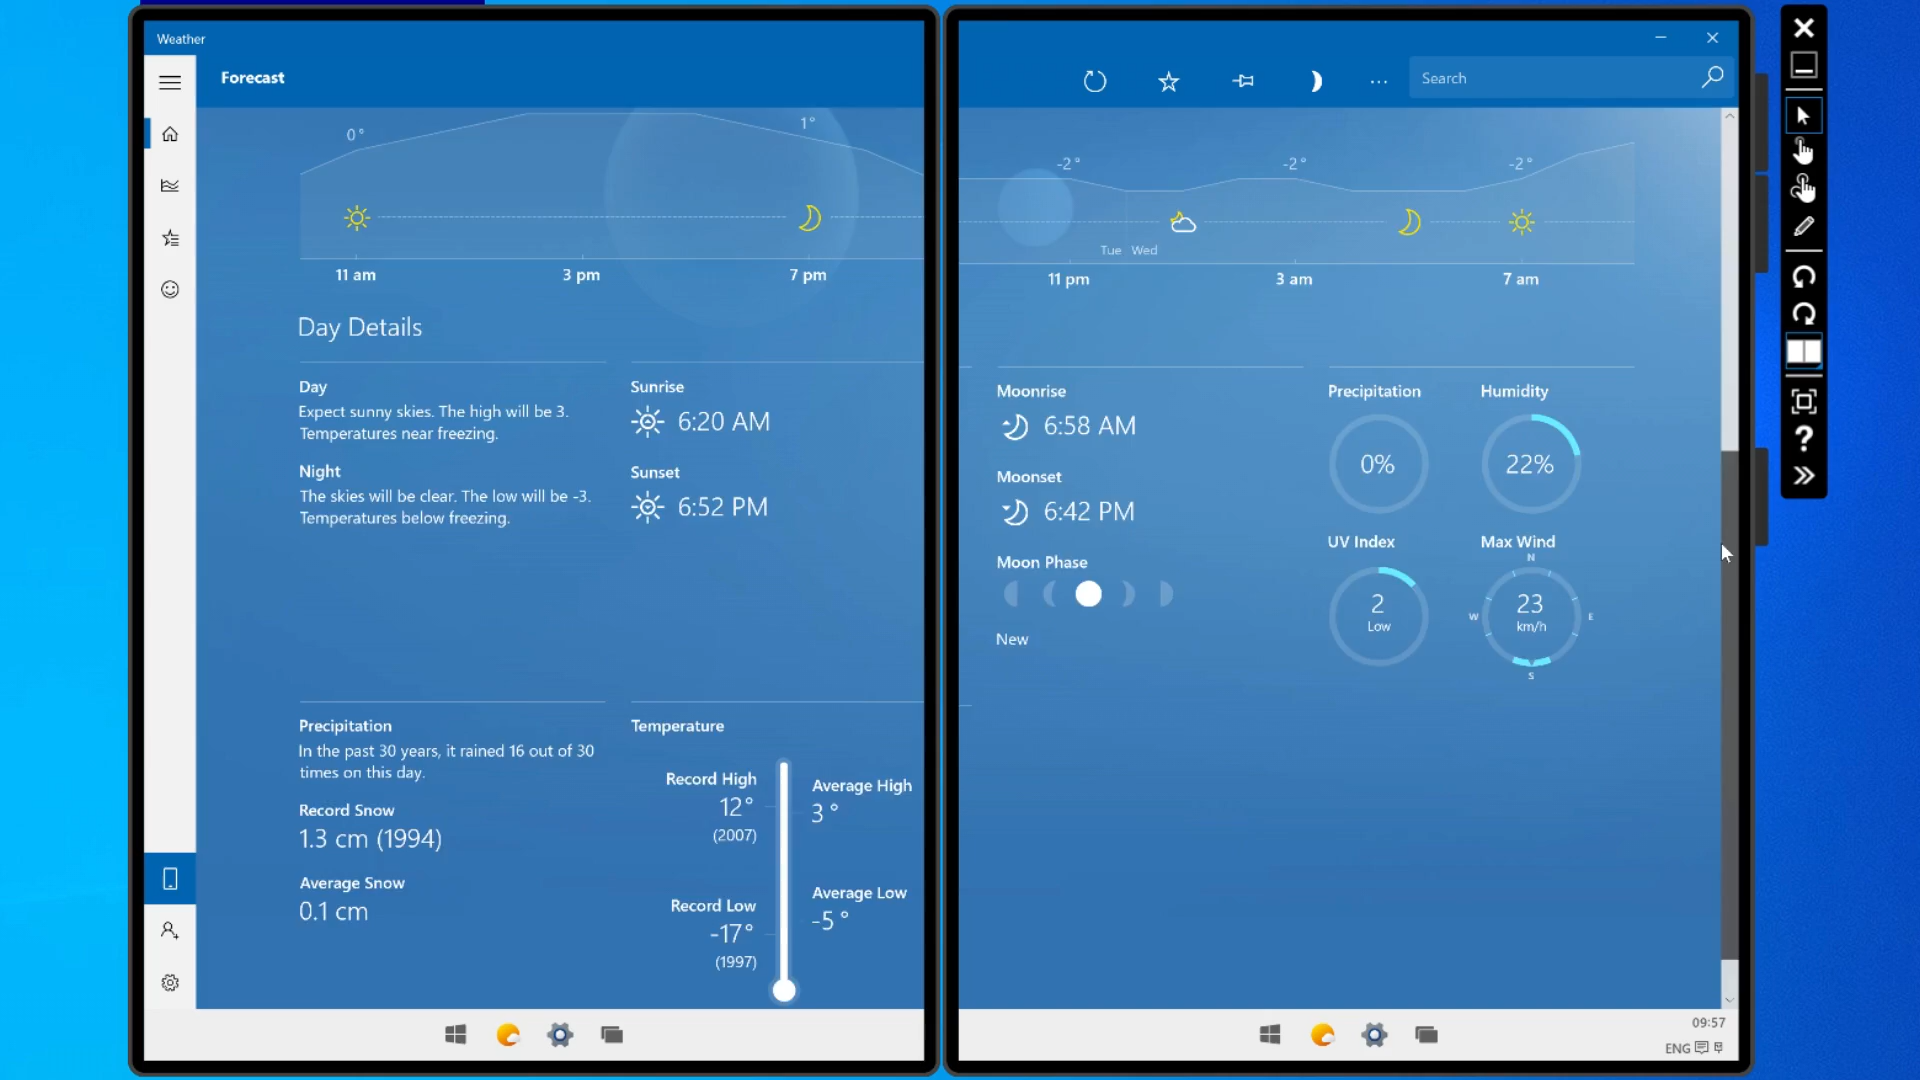 Weather
Forecast
Search
0°
1°
-2°
-2°
-2°
Tue Wed
11 am
3 pm
7 pm
11 pm
3 am
7 am
Day Details
Day
Expect sunny skies. The high will be 3.
Temperatures near freezing.
Night
The skies will be clear. The low will be -3.
Temperatures below freezing.
Sunrise
6:20 AM
Sunset
6:52 PM
Moonrise
6:58 AM
Moonset
6:42 PM
Moon Phase
New
Precipitation
0%
Humidity
22%
UV Index
2
Low
Max Wind
N
W
23
E
km/h
S
Precipitation
In the past 30 years, it rained 16 out of 30
times on this day.
Record Snow
1.3 cm (1994)
Average Snow
0.1 cm
Temperature
Record High
12°
(2007)
Average High
3°
Record Low
-17°
(1997)
Average Low
-5°
09:57
ENG